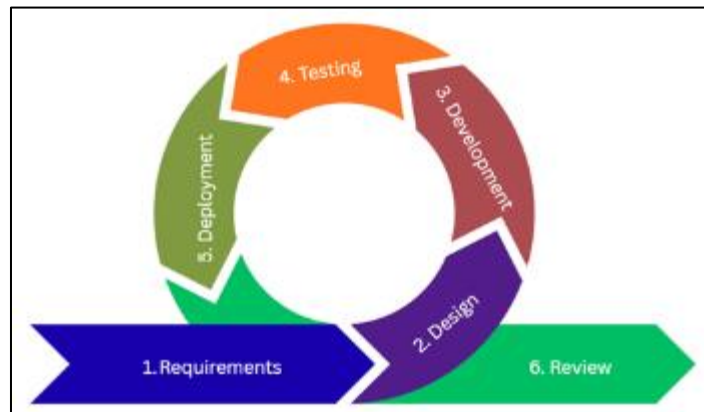 1. Requirements
2. Design
3. Development
4. Testing
5. Deployment
6. Review